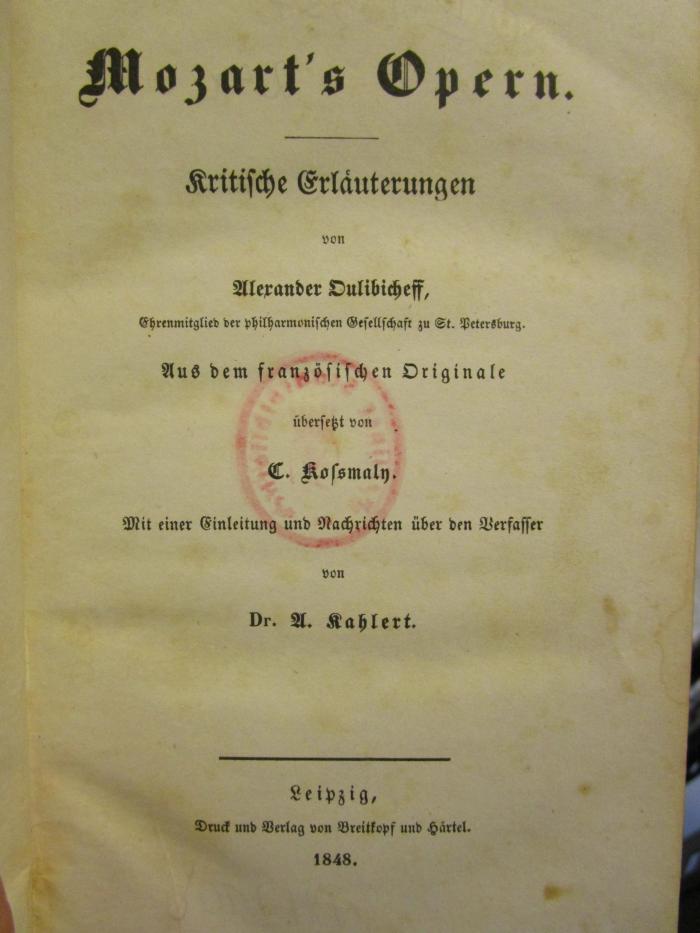 Mozart's Opern.
Kritische Erläuterungen
von
Alexander Oulibicheff,
Ehrenmitglied der philharmonischen Gesellschaft zu St. Petersburg.
Aus dem französischen Originale
übersetzt von
C. Kossmaly.
Mit einer Einleitung und Nachrichten über den Verfasser
von
Dr. A. Kahlert.
Leipzig,
Druck und Verlag von Breitkopf und Härtel.
1848.